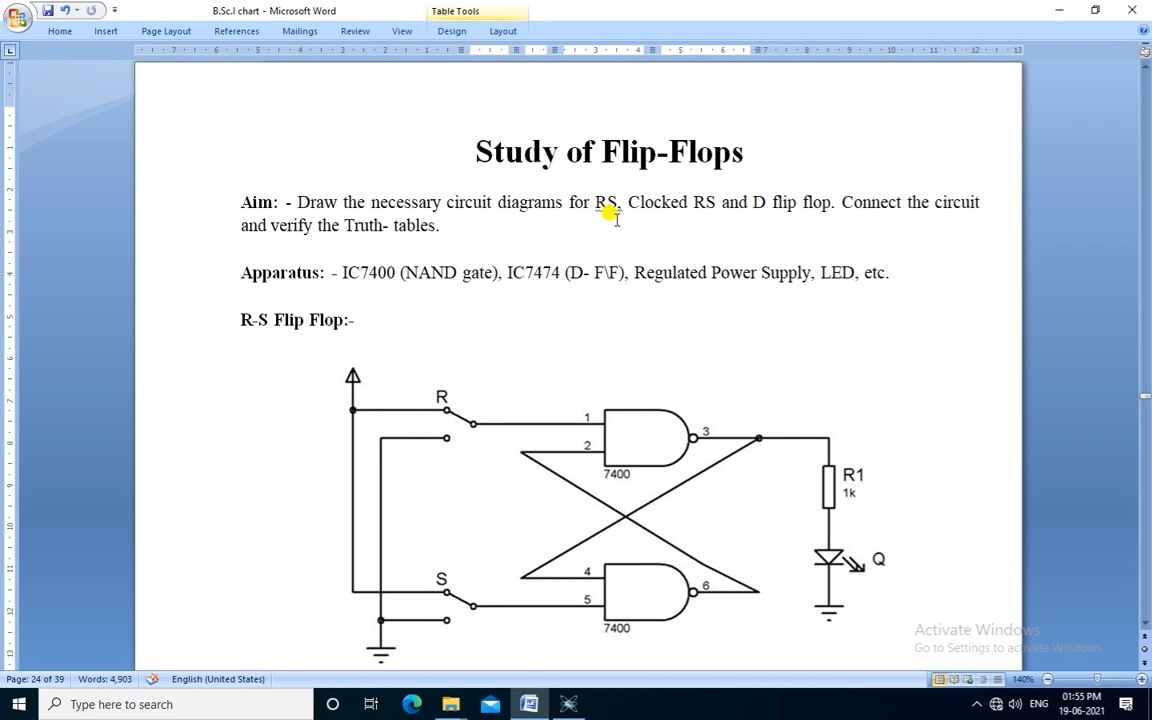 B.Sc.I chart - Microsoft Word
Table Tools
Home Insert Page Layout References Mailings Review View Design Layout
Study of Flip-Flops
Aim: - Draw the necessary circuit diagrams for RS, Clocked RS and D flip flop. Connect the circuit
and verify the Truth- tables.
Apparatus: - IC7400 (NAND gate), IC7474 (D- F\F), Regulated Power Supply, LED, etc.
R-S Flip Flop:-
R
1
2
3
7400
R1
1k
S
4
5
6
7400
Q
Activate Windows
Go to Settings to activate Windows.
Page: 24 of 39 Words: 4,903 English (United States) 140%
Type here to search
ENG
01:55 PM
19-06-2021